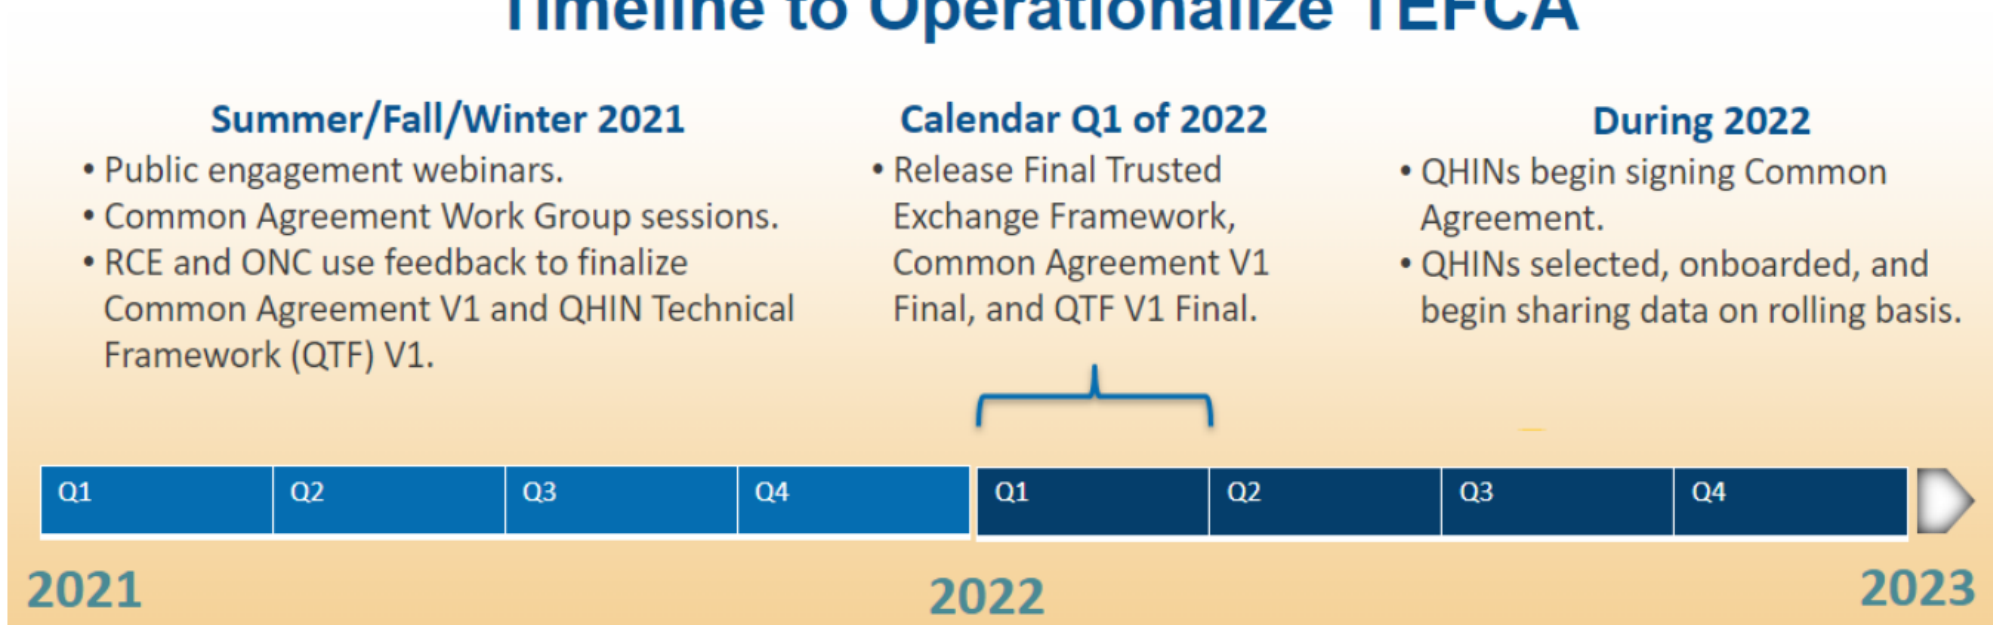 Timeline to Operationalize TEFCA
Summer/Fall/Winter 2021
• Public engagement webinars.
• Common Agreement Work Group sessions.
• RCE and ONC use feedback to finalize
Common Agreement V1 and QHIN Technical
Framework (QTF) V1.
Calendar Q1 of 2022
• Release Final Trusted
Exchange Framework,
Common Agreement V1
Final, and QTF V1 Final.
During 2022
• QHINs begin signing Common
Agreement.
• QHINs selected, onboarded, and
begin sharing data on rolling basis.
Q1 Q2 Q3 Q4 Q1 Q2 Q3 Q4
2021 2022 2023